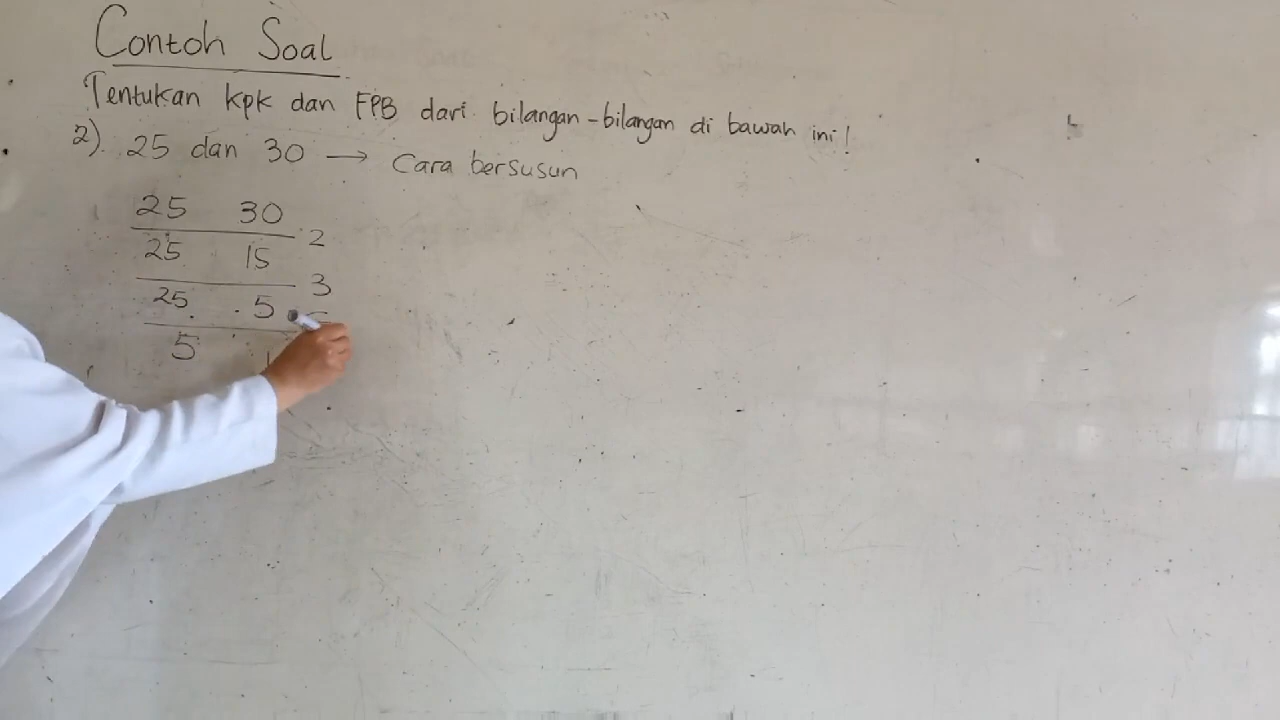 Contoh Soal
Tentukan kpk dan FPB dari bilangan-bilangan di bawah ini!
2). 25 dan 30 → Cara bersusun
25 30
2
25 15
3
25 5
5